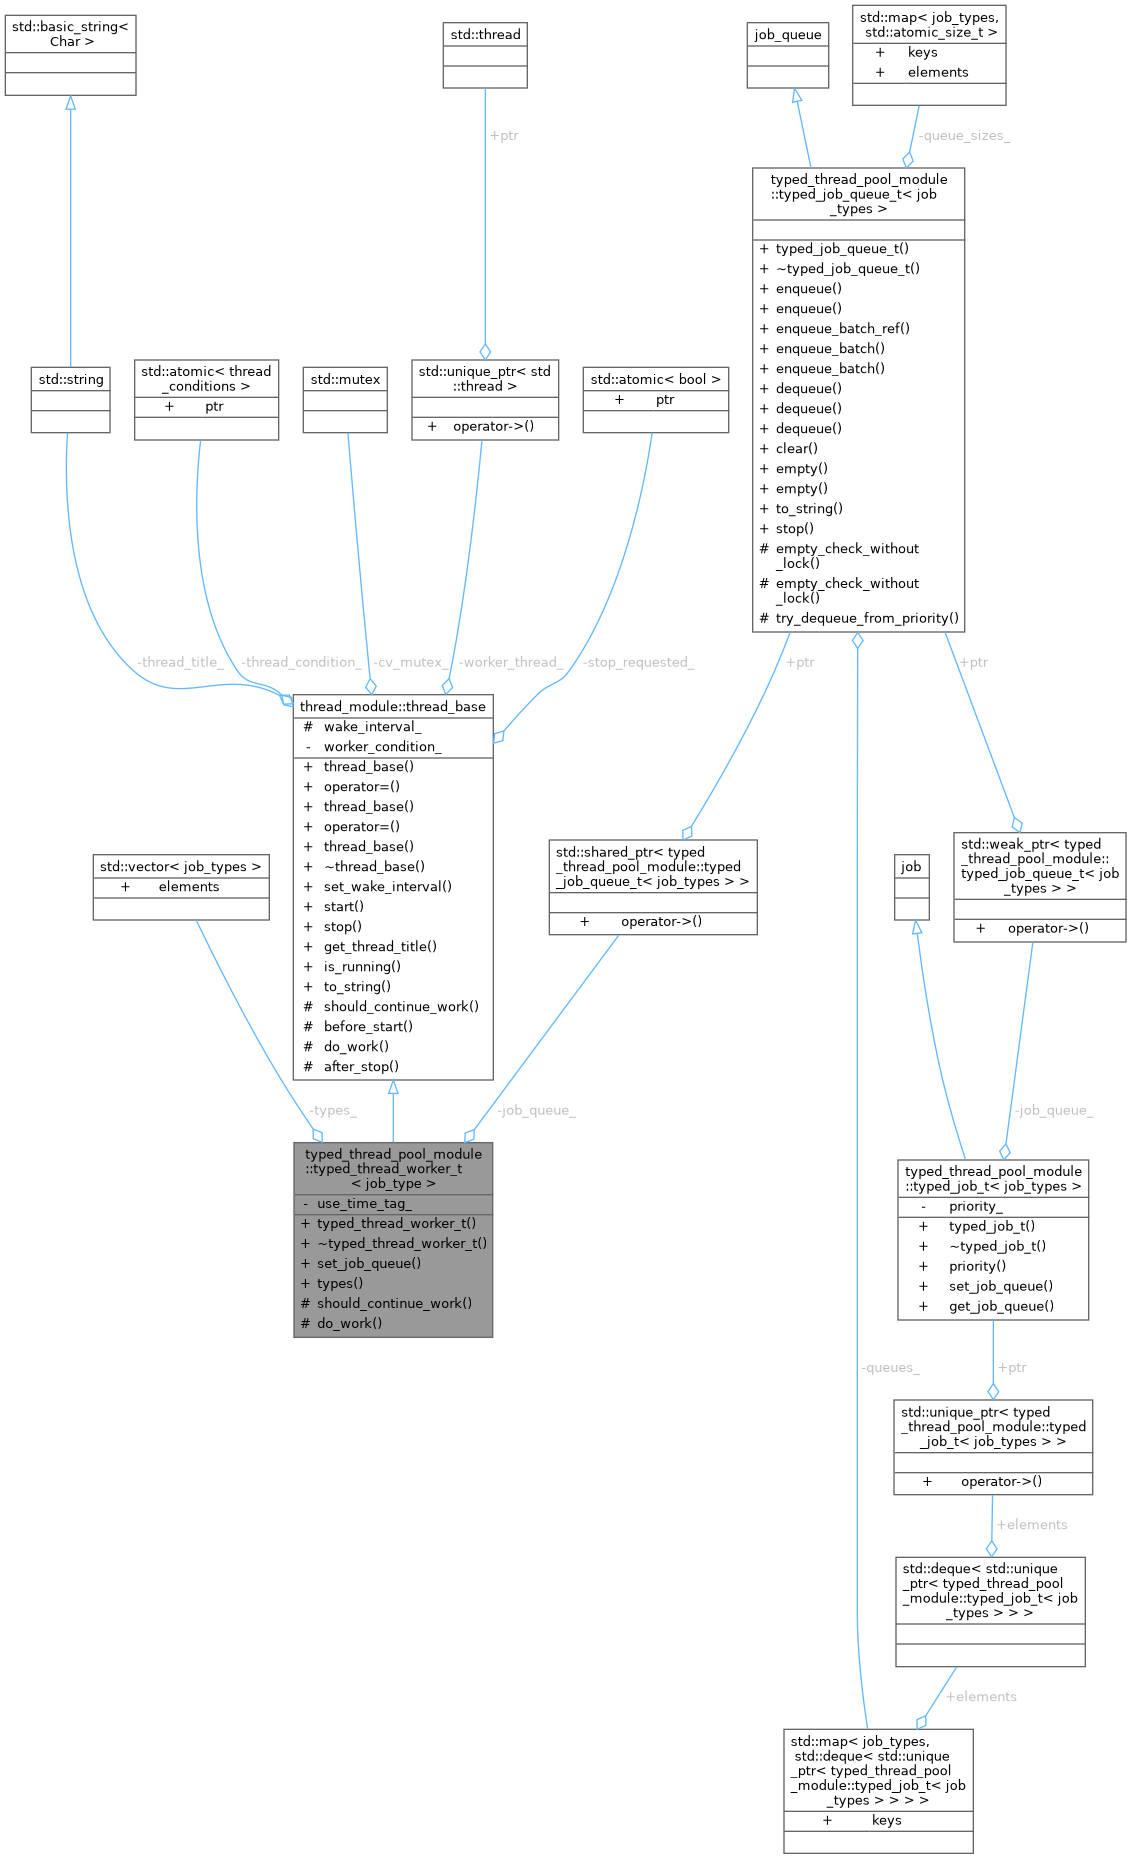 std::basic_string<
Char >
std::thread
job_queue
std::map< job_types,
std::atomic_size_t >
+ keys
+ elements
+ptr
-queue_sizes_
typed_thread_pool_module
::typed_job_queue_t< job
_types >
+ typed_job_queue_t()
+ ~typed_job_queue_t()
+ enqueue()
+ enqueue()
+ enqueue_batch_ref()
+ enqueue_batch()
+ enqueue_batch()
+ dequeue()
+ dequeue()
+ dequeue()
+ clear()
+ empty()
+ empty()
+ to_string()
+ stop()
# empty_check_without
_lock()
# empty_check_without
_lock()
# try_dequeue_from_priority()
std::string
std::atomic< thread
_conditions >
+ ptr
std::mutex
std::unique_ptr< std
::thread >
+ operator->()
std::atomic< bool >
+ ptr
-thread_title_
-thread_condition_
-cv_mutex_
-worker_thread_
-stop_requested_
+ptr
+ptr
thread_module::thread_base
# wake_interval_
- worker_condition_
+ thread_base()
+ operator=()
+ thread_base()
+ operator=()
+ thread_base()
+ ~thread_base()
+ set_wake_interval()
+ start()
+ stop()
+ get_thread_title()
+ is_running()
+ to_string()
# should_continue_work()
# before_start()
# do_work()
# after_stop()
std::vector< job_types >
+ elements
std::shared_ptr< typed
_thread_pool_module::typed
_job_queue_t< job_types > >
+ operator->()
job
std::weak_ptr< typed
_thread_pool_module::
typed_job_queue_t< job
_types > >
+ operator->()
-types_
-job_queue_
-job_queue_
typed_thread_pool_module
::typed_thread_worker_t
< job_type >
- use_time_tag_
+ typed_thread_worker_t()
+ ~typed_thread_worker_t()
+ set_job_queue()
+ types()
# should_continue_work()
# do_work()
typed_thread_pool_module
::typed_job_t< job_types >
- priority_
+ typed_job_t()
+ ~typed_job_t()
+ priority()
+ set_job_queue()
+ get_job_queue()
-queues_
+ptr
std::unique_ptr< typed
_thread_pool_module::typed
_job_t< job_types > >
+ operator->()
+elements
std::deque< std::unique
_ptr< typed_thread_pool
_module::typed_job_t< job
_types > > >
+elements
std::map< job_types,
std::deque< std::unique
_ptr< typed_thread_pool
_module::typed_job_t< job
_types > > > >
+ keys